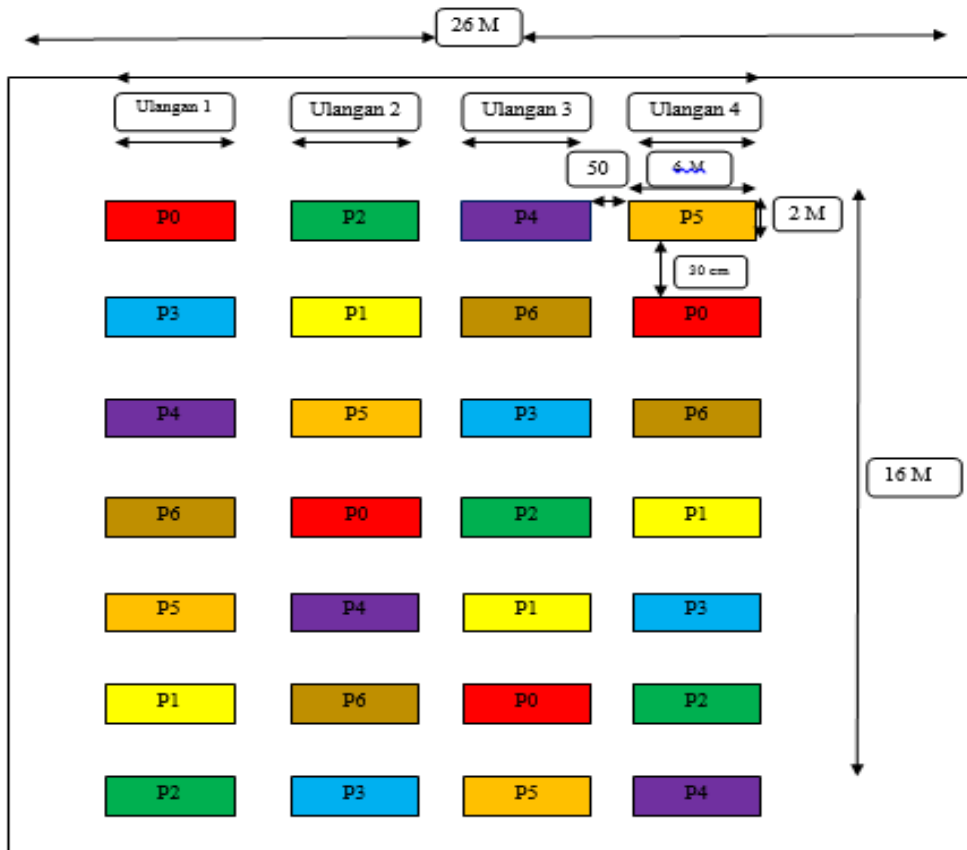 26 M
Ulangan 1 Ulangan 2 Ulangan 3 Ulangan 4
50 6 M
P0 P2 P4 P5 2 M
30 cm
P3 P1 P6 P0
P4 P5 P3 P6
16 M
P6 P0 P2 P1
P5 P4 P1 P3
P1 P6 P0 P2
P2 P3 P5 P4